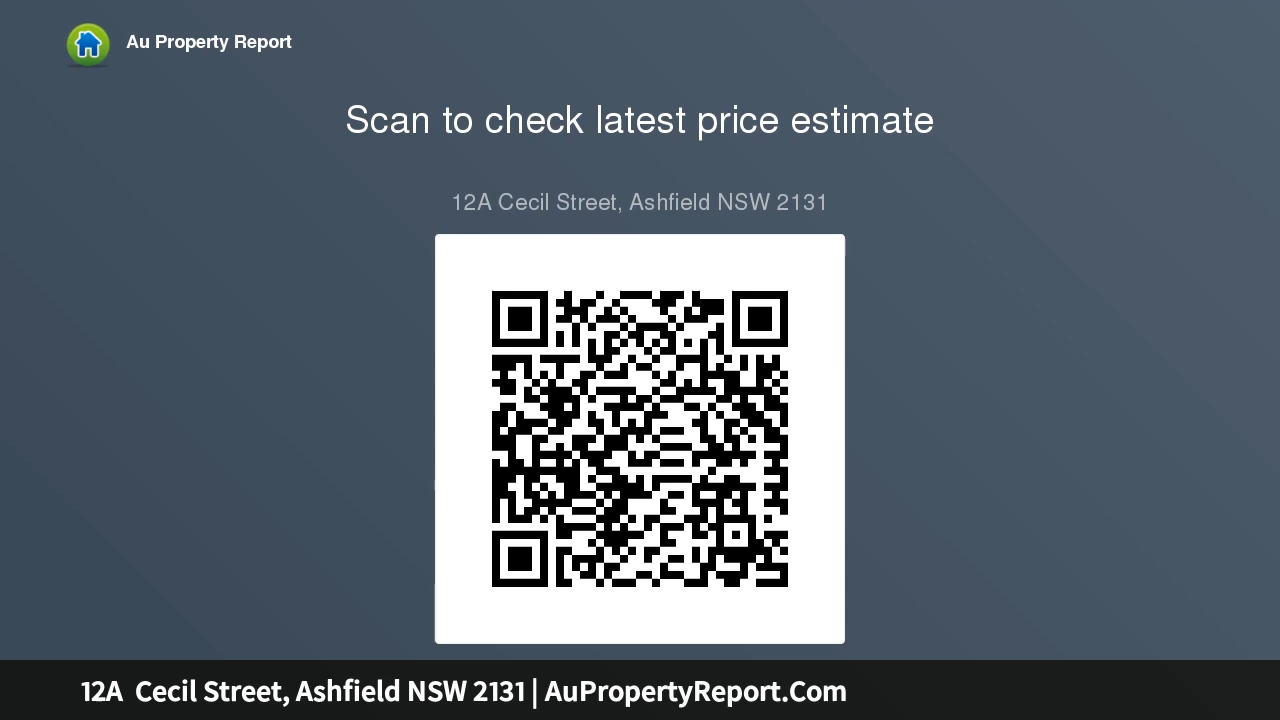 Au Property Report
Scan to check latest price estimate
12A Cecil Street, Ashfield NSW 2131
12A  Cecil Street, Ashfield NSW 2131 | AuPropertyReport.Com